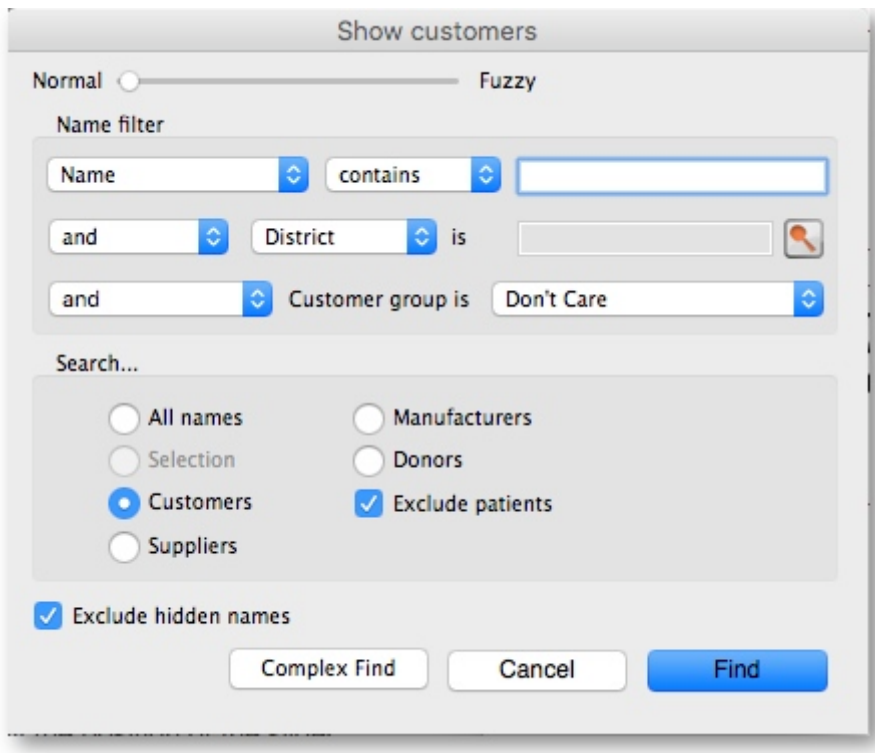 Show customers
Normal Fuzzy
Name filter
Name contains
and District is
and Customer group is Don't Care
Search...
All names Manufacturers
Selection Donors
Customers Exclude patients
Suppliers
Exclude hidden names
Complex Find Cancel Find